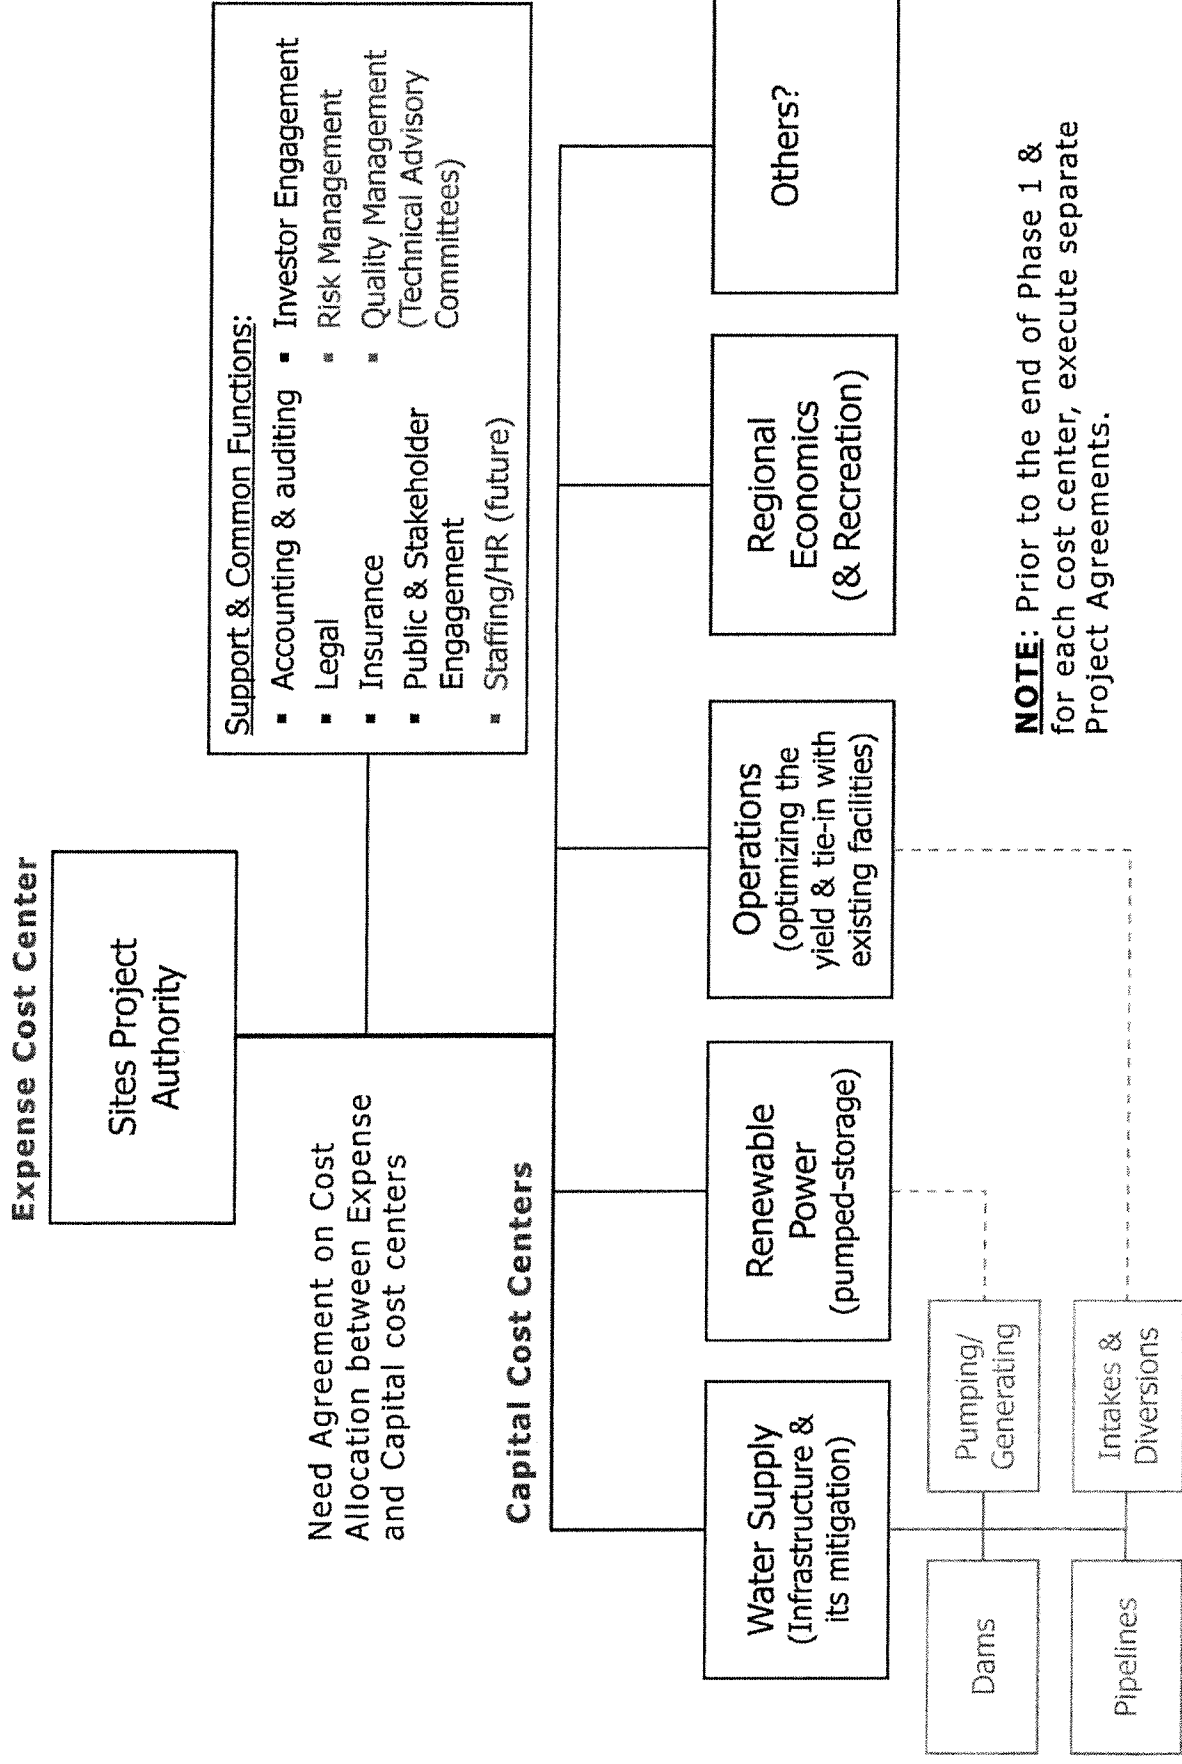 Expense Cost Center
Sites Project
Authority
Support & Common Functions:
▪ Accounting & auditing
▪ Legal
▪ Insurance
▪ Public & Stakeholder
Engagement
▪ Staffing/HR (future)
▪ Investor Engagement
▪ Risk Management
▪ Quality Management
(Technical Advisory
Committees)
Need Agreement on Cost
Allocation between Expense
and Capital cost centers
Capital Cost Centers
Water Supply
(Infrastructure &
its mitigation)
Renewable
Power
(pumped-storage)
Operations
(optimizing the
yield & tie-in with
existing facilities)
Regional
Economics
(& Recreation)
Others?
Dams
Pumping/
Generating
Pipelines
Intakes &
Diversions
NOTE: Prior to the end of Phase 1 &
for each cost center, execute separate
Project Agreements.